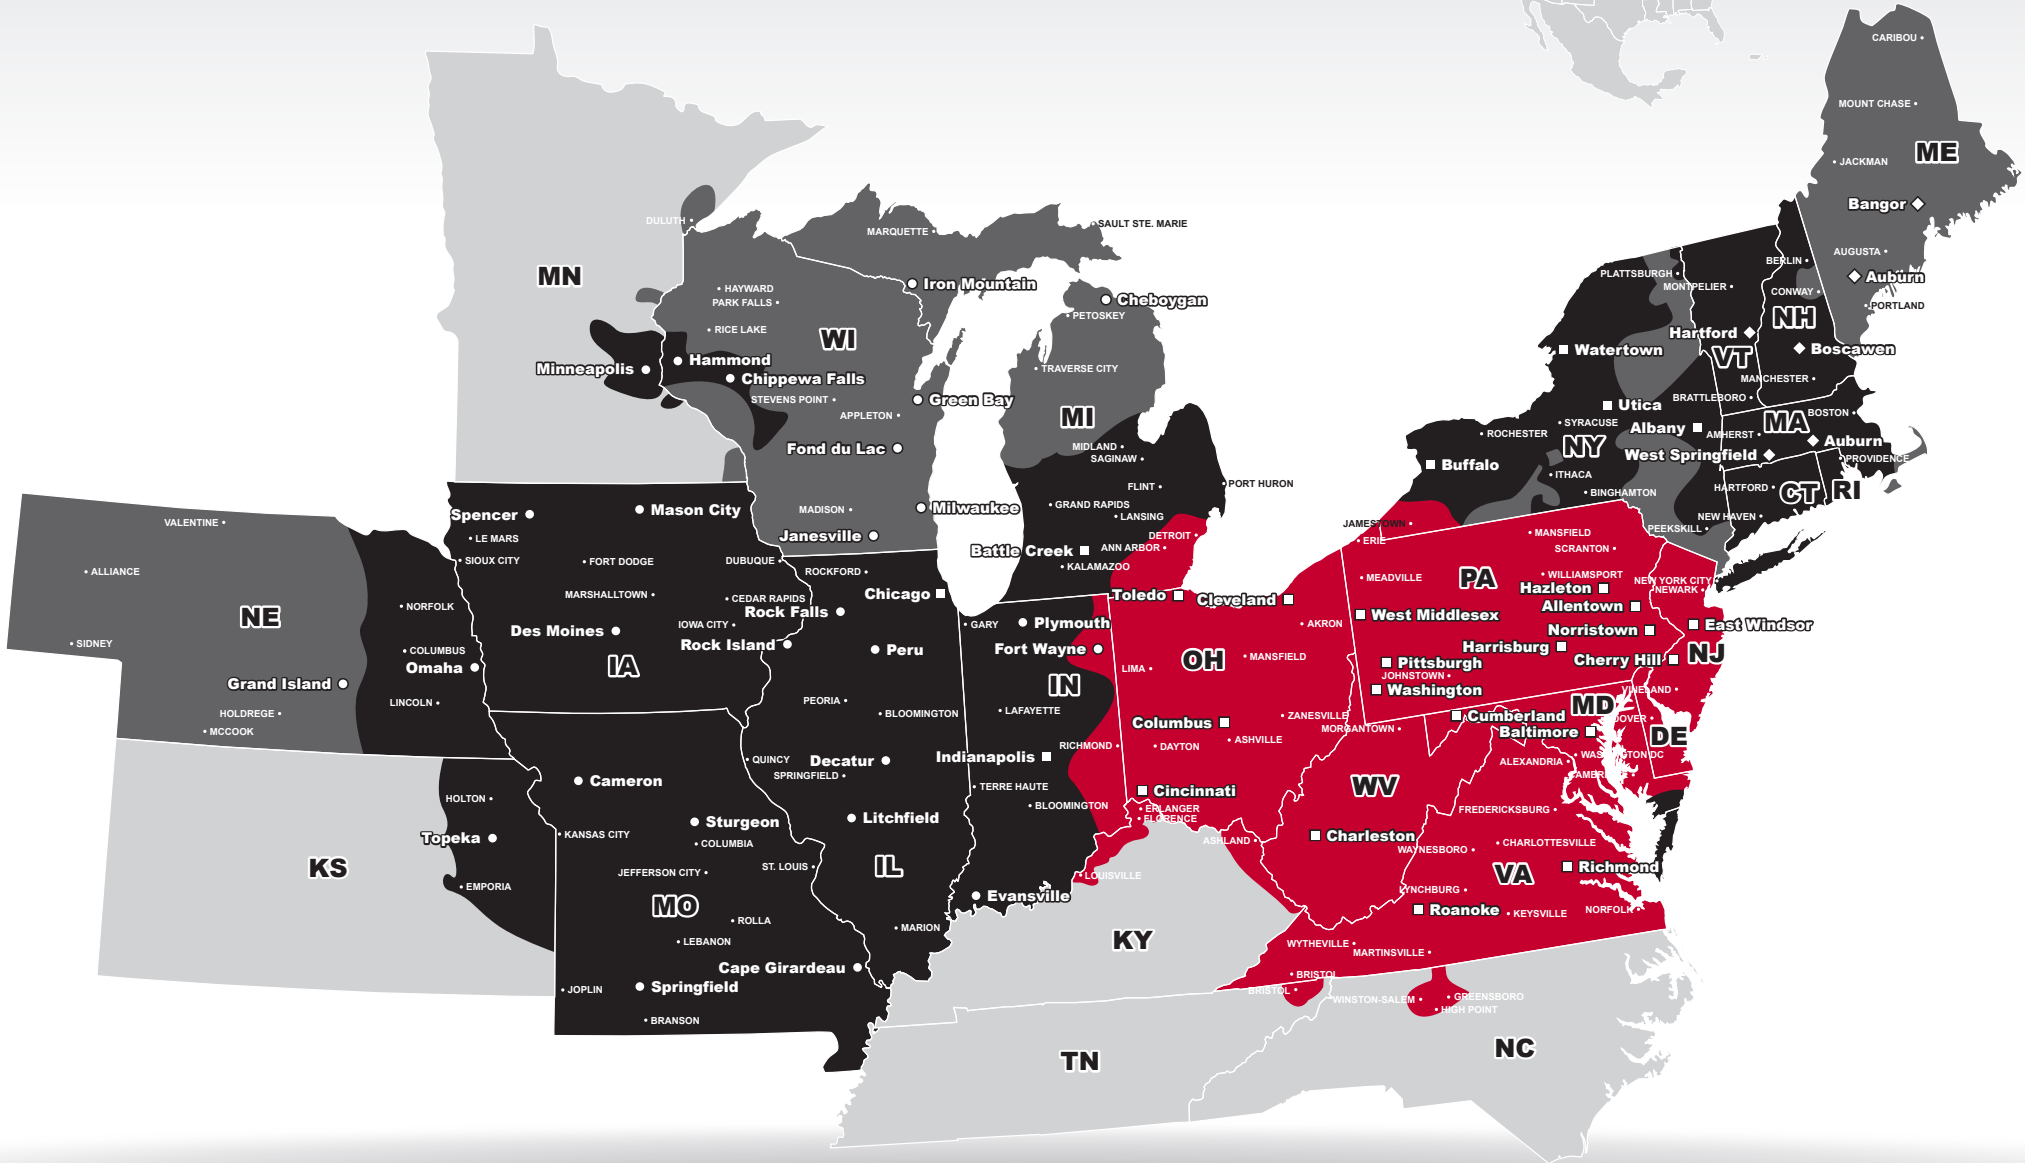 CARIBOU
MOUNT CHASE
ME
JACKMAN
Bangor
DULUTH
MARQUETTE
SAULT STE. MARIE
AUGUSTA
BERLIN
MN
PLATTSBURGH
MONTPELIER
Auburn
HAYWARD
Iron Mountain
CONWAY
PARK FALLS
Cheboygan
PORTLAND
PETOSKEY
NH
RICE LAKE
WI
Hartford
Hammond
Watertown
VT
Boscawen
Minneapolis
TRAVERSE CITY
Chippewa Falls
MANCHESTER
STEVENS POINT
Green Bay
BRATTLEBORO
APPLETON
MI
Utica
BOSTON
SYRACUSE
MA
ROCHESTER
Albany
AMHERST
Fond du Lac
MIDLAND
NY
Auburn
SAGINAW
West Springfield
PROVIDENCE
Buffalo
ITHACA
FLINT
PORT HURON
HARTFORD
CT
RI
BINGHAMTON
GRAND RAPIDS
Milwaukee
MADISON
Mason City
Spencer
LANSING
NEW HAVEN
VALENTINE
JAMESTOWN
PEEKSKILL
LE MARS
Janesville
DETROIT
MANSFIELD
ERIE
Battle Creek
ANN ARBOR
SCRANTON
SIOUX CITY
FORT DODGE
DUBUQUE
KALAMAZOO
ALLIANCE
ROCKFORD
MEADVILLE
PA
WILLIAMSPORT
NEW YORK CITY
Hazleton
NEWARK
MARSHALLTOWN
CEDAR RAPIDS
Chicago
Toledo
Cleveland
NORFOLK
Rock Falls
Allentown
NE
West Middlesex
IOWA CITY
GARY
Plymouth
AKRON
East Windsor
Des Moines
Norristown
SIDNEY
Rock Island
Harrisburg
COLUMBUS
Peru
Fort Wayne
MANSFIELD
OH
NJ
Omaha
IA
LIMA
Pittsburgh
Cherry Hill
JOHNSTOWN
Grand Island
IN
Washington
VINELAND
LINCOLN
PEORIA
HOLDREGE
BLOOMINGTON
LAFAYETTE
MD
ZANESVILLE
Cumberland
DOVER
Columbus
MORGANTOWN
Baltimore
MCCOOK
DE
ASHVILLE
RICHMOND
DAYTON
WASHINGTON DC
Indianapolis
QUINCY
Decatur
ALEXANDRIA
SPRINGFIELD
Cameron
TERRE HAUTE
WV
Cincinnati
HOLTON
BLOOMINGTON
ERLANGER
FREDERICKSBURG
FLORENCE
Litchfield
Sturgeon
KANSAS CITY
Topeka
Charleston
COLUMBIA
ASHLAND
CHARLOTTESVILLE
WAYNESBORO
KS
ST. LOUIS
IL
Richmond
JEFFERSON CITY
LOUISVILLE
VA
EMPORIA
Evansville
LYNCHBURG
MO
Roanoke
KEYSVILLE
NORFOLK
ROLLA
MARION
KY
LEBANON
WYTHEVILLE
MARTINSVILLE
Cape Girardeau
BRISTOL
Springfield
JOPLIN
BRISTOL
WINSTON-SALEM
GREENSBORO
HIGH POINT
BRANSON
NC
TN